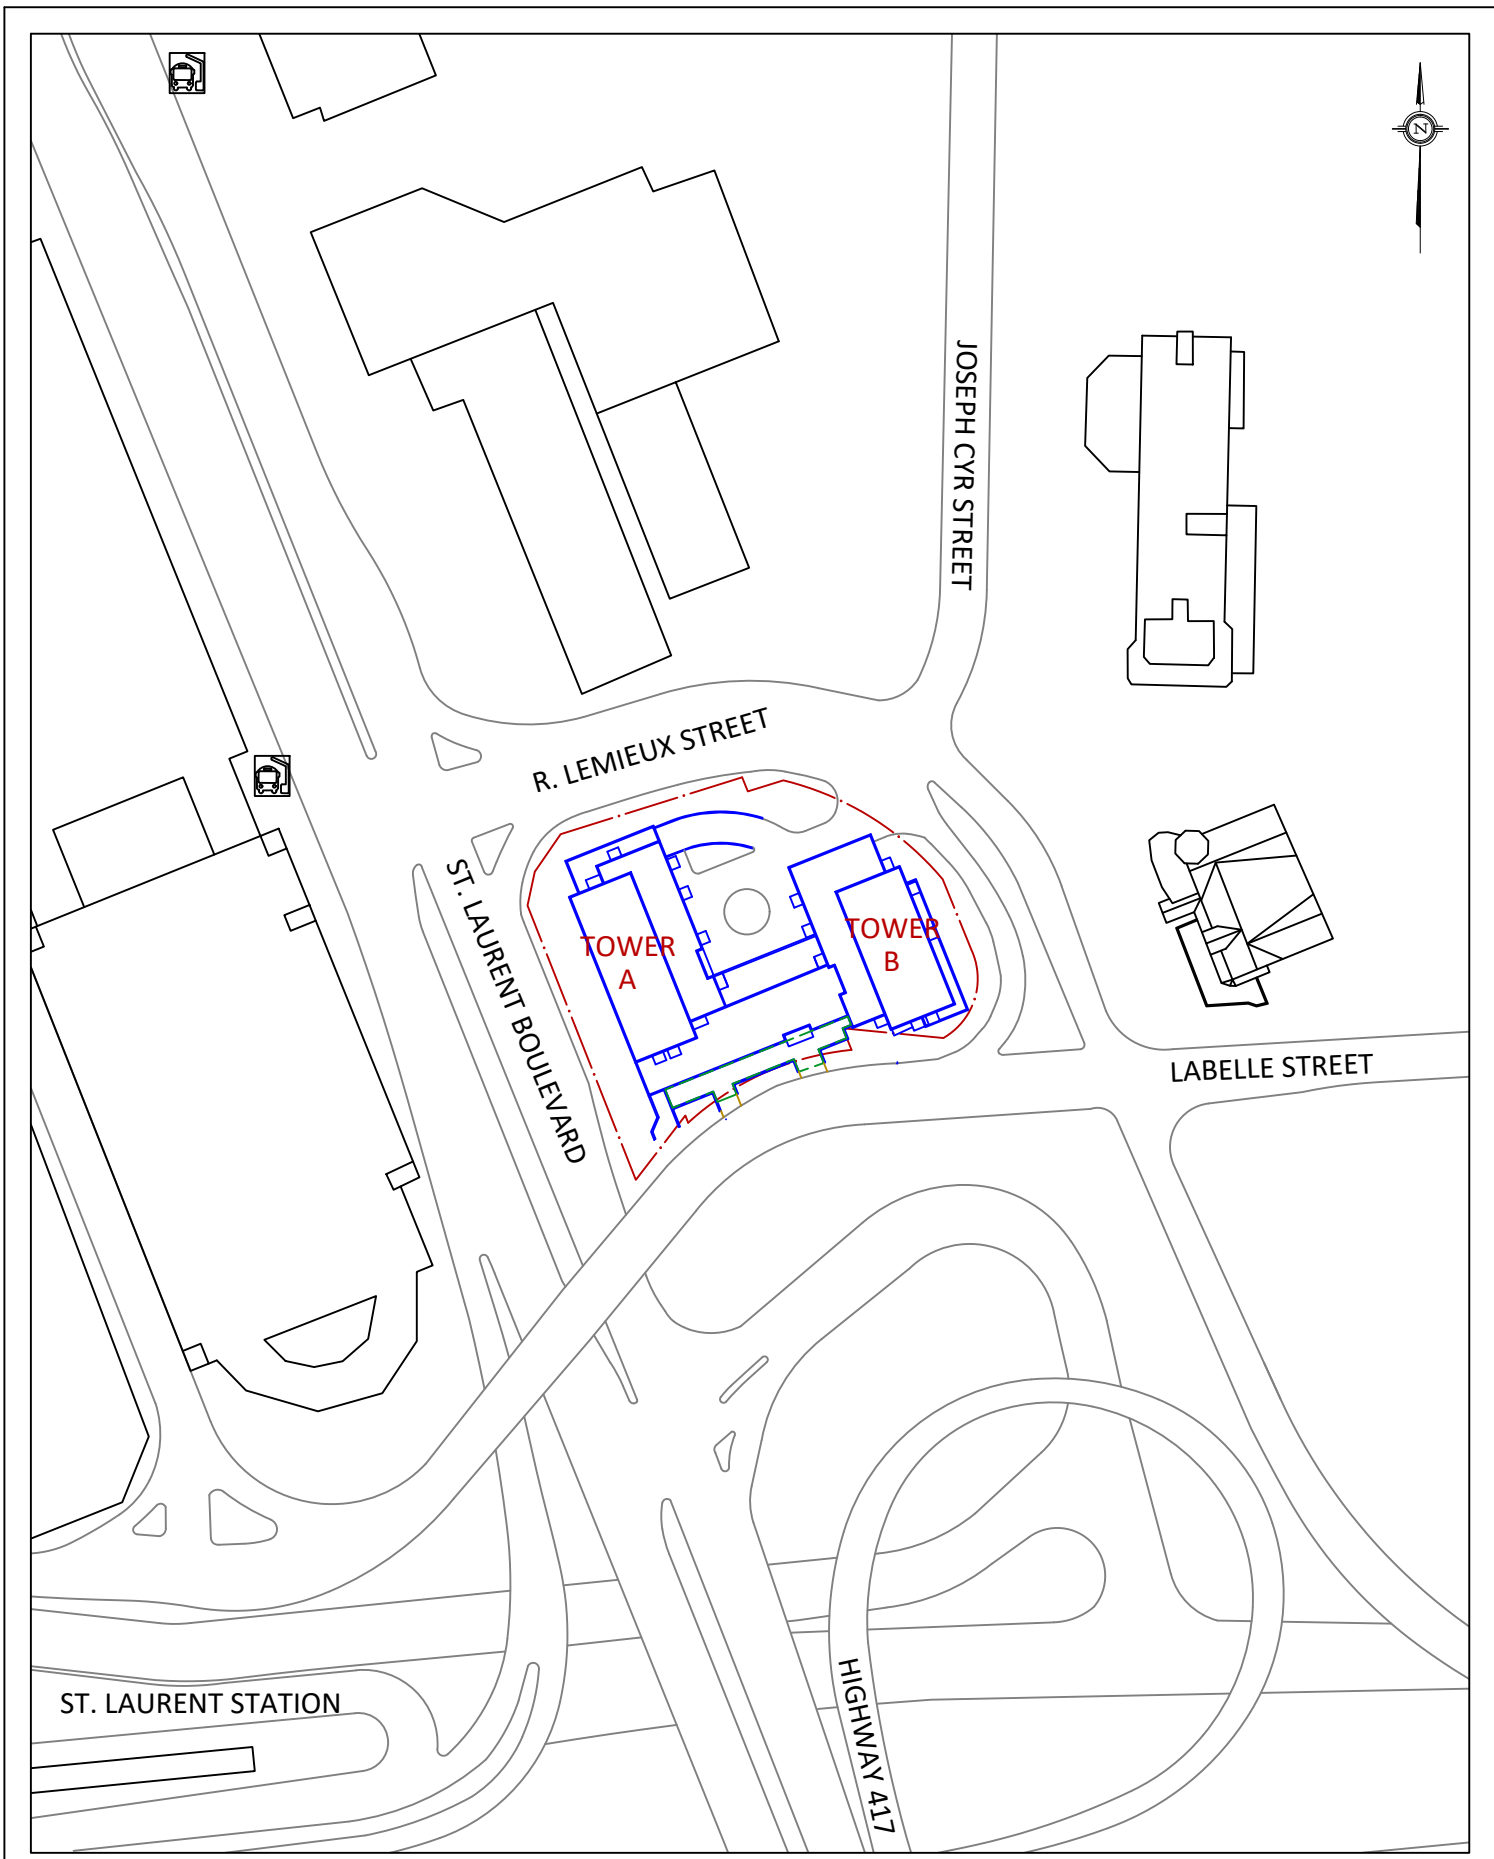 N
JOSEPH CYR STREET
R. LEMIEUX STREET
ST. LAURENT BOULEVARD
TOWER
A
TOWER
B
LABELLE STREET
ST. LAURENT STATION
HIGHWAY 417